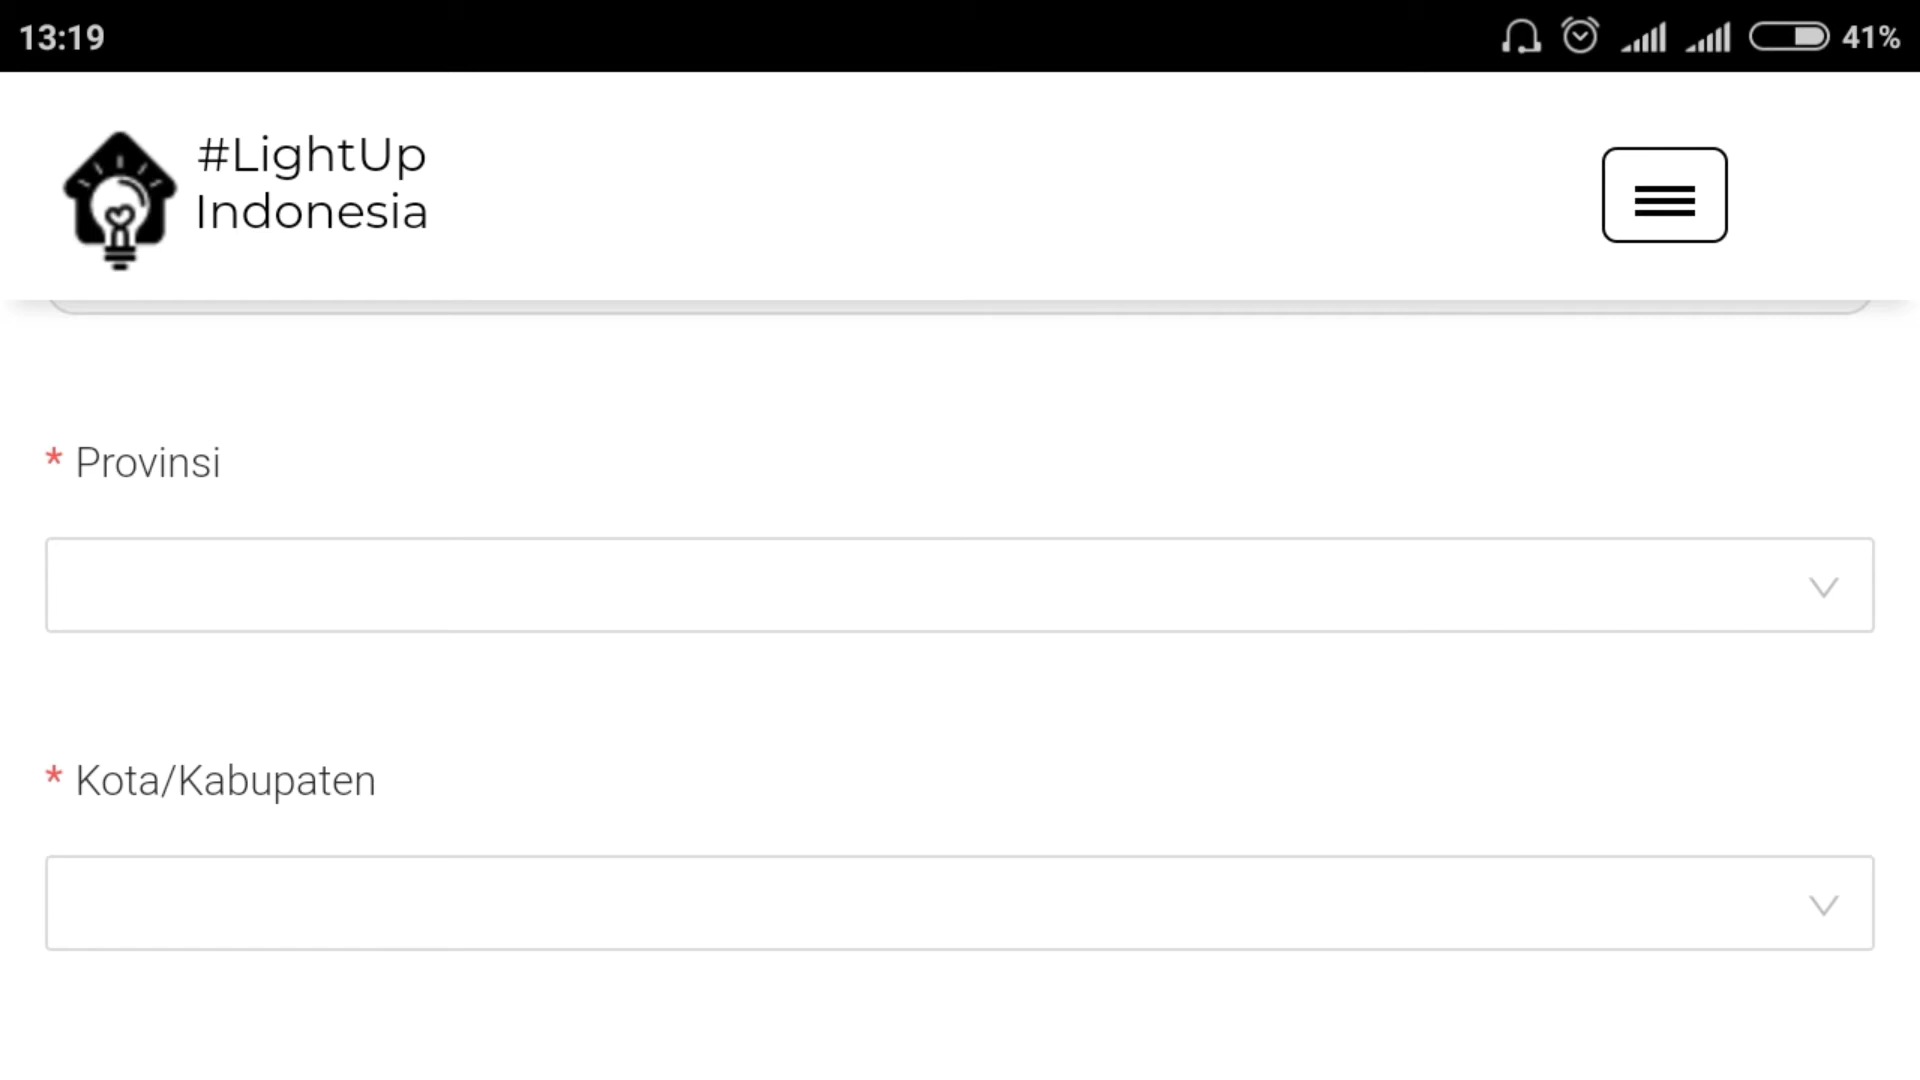 13:19
41%
#LightUp
Indonesia
* Provinsi
* Kota/Kabupaten